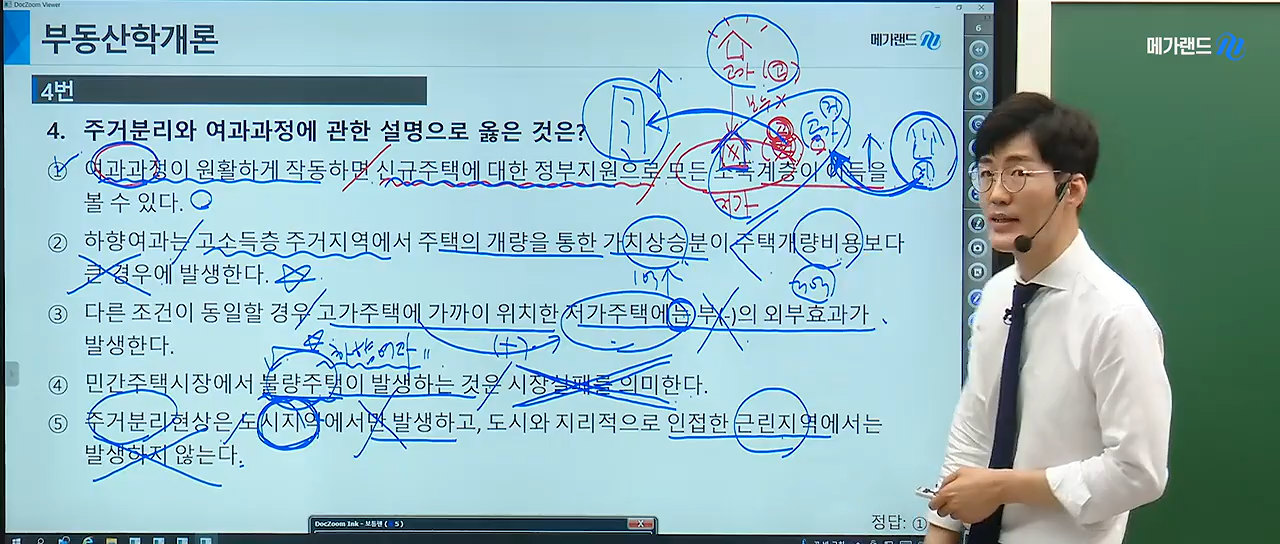 DocZoom Viewer
부동산학개론
메가랜드
메가랜드
4번
4. 주거분리와 여과과정에 관한 설명으로 옳은 것은?
① 여과과정이 원활하게 작동하면 신규주택에 대한 정부지원으로 모든 소득계층이 이득을
볼 수 있다.
② 하향여과는 고소득층 주거지역에서 주택의 개량을 통한 가치상승분이 주택개량비용보다
큰 경우에 발생한다.
③ 다른 조건이 동일할 경우 고가주택에 가까이 위치한 저가주택에는 부(-)의 외부효과가
발생한다.
하향여과
(+)
④ 민간주택시장에서 불량주택이 발생하는 것은 시장실패를 의미한다.
⑤ 주거분리현상은 도시지역에서만 발생하고, 도시와 지리적으로 인접한 근린지역에서는
발생하지 않는다.
고가 (고)
저가
정답: ①
DocZoom Ink - 보통펜 ( 5 )